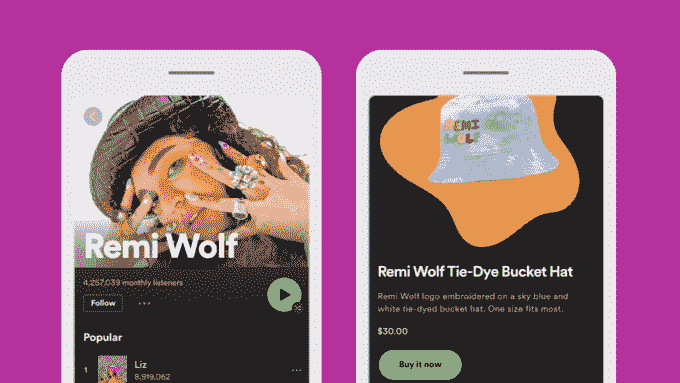 Remi Wolf
4,257,039 monthly listeners
Follow
Popular
1
Liz
8,919,062
REMI
WOLF
Remi Wolf Tie-Dye Bucket Hat
Remi Wolf logo embroidered on a sky blue and
white tie-dyed bucket hat. One size fits most.
$30.00
Buy it now